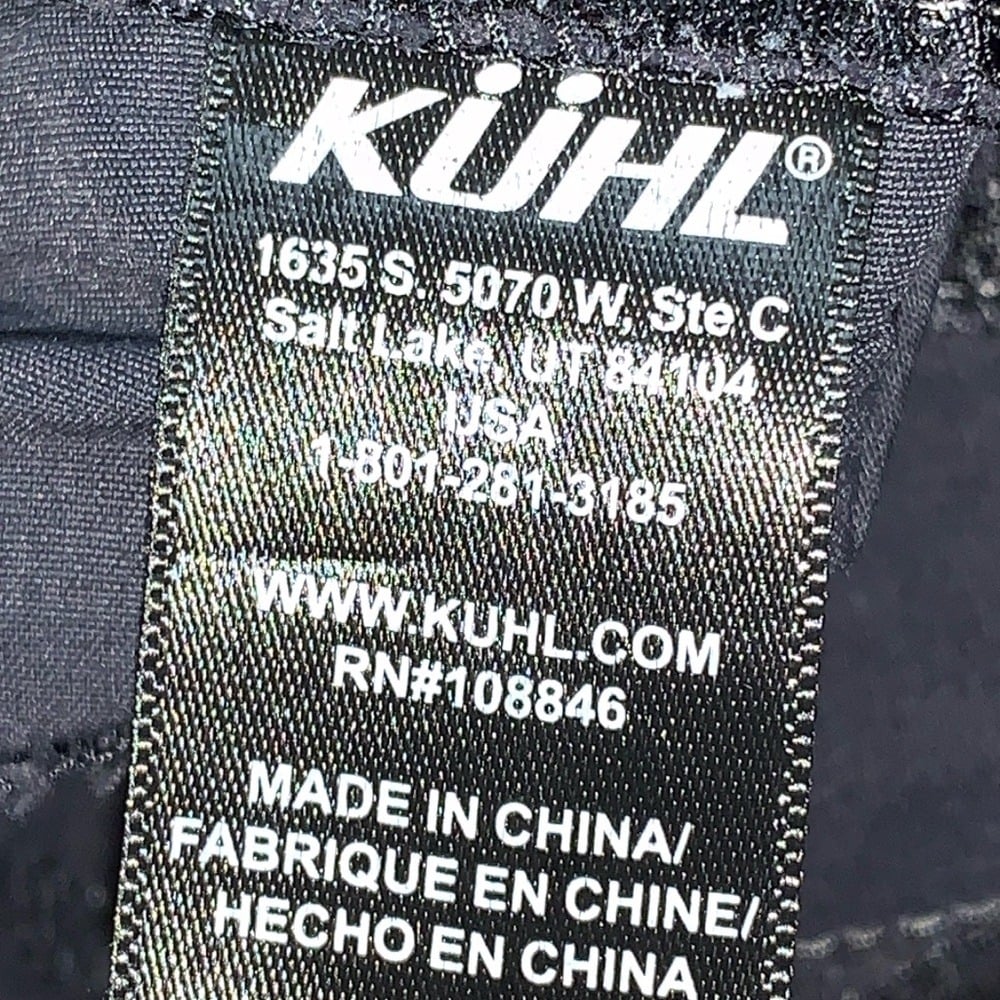 KÜHL®
1635 S. 5070 W, Ste C
Salt Lake, UT 84104
USA
1-801-281-3185
WWW.KUHL.COM
RN#108846
MADE IN CHINA/
FABRIQUE EN CHINE/
HECHO EN CHINA